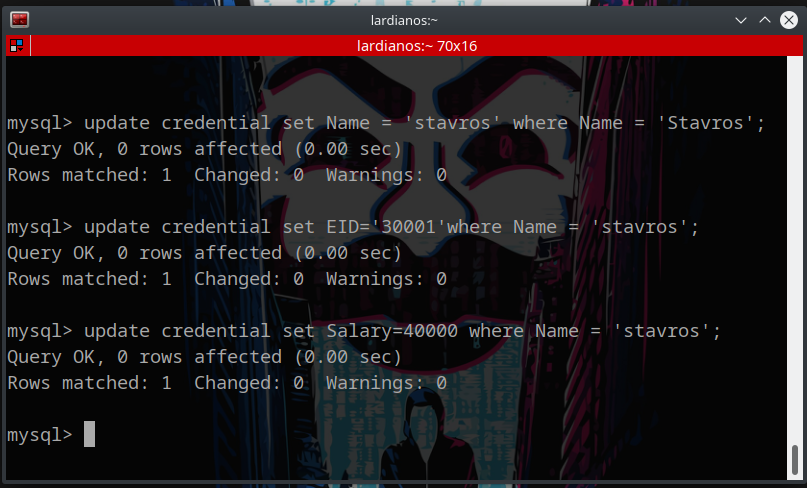 lardianos:~
lardianos:~ 70x16
mysql> update credential set Name = 'stavros' where Name = 'Stavros';
Query OK, 0 rows affected (0.00 sec)
Rows matched: 1  Changed: 0  Warnings: 0
mysql> update credential set EID='30001'where Name = 'stavros';
Query OK, 0 rows affected (0.00 sec)
Rows matched: 1  Changed: 0  Warnings: 0
mysql> update credential set Salary=40000 where Name = 'stavros';
Query OK, 0 rows affected (0.00 sec)
Rows matched: 1  Changed: 0  Warnings: 0
mysql>